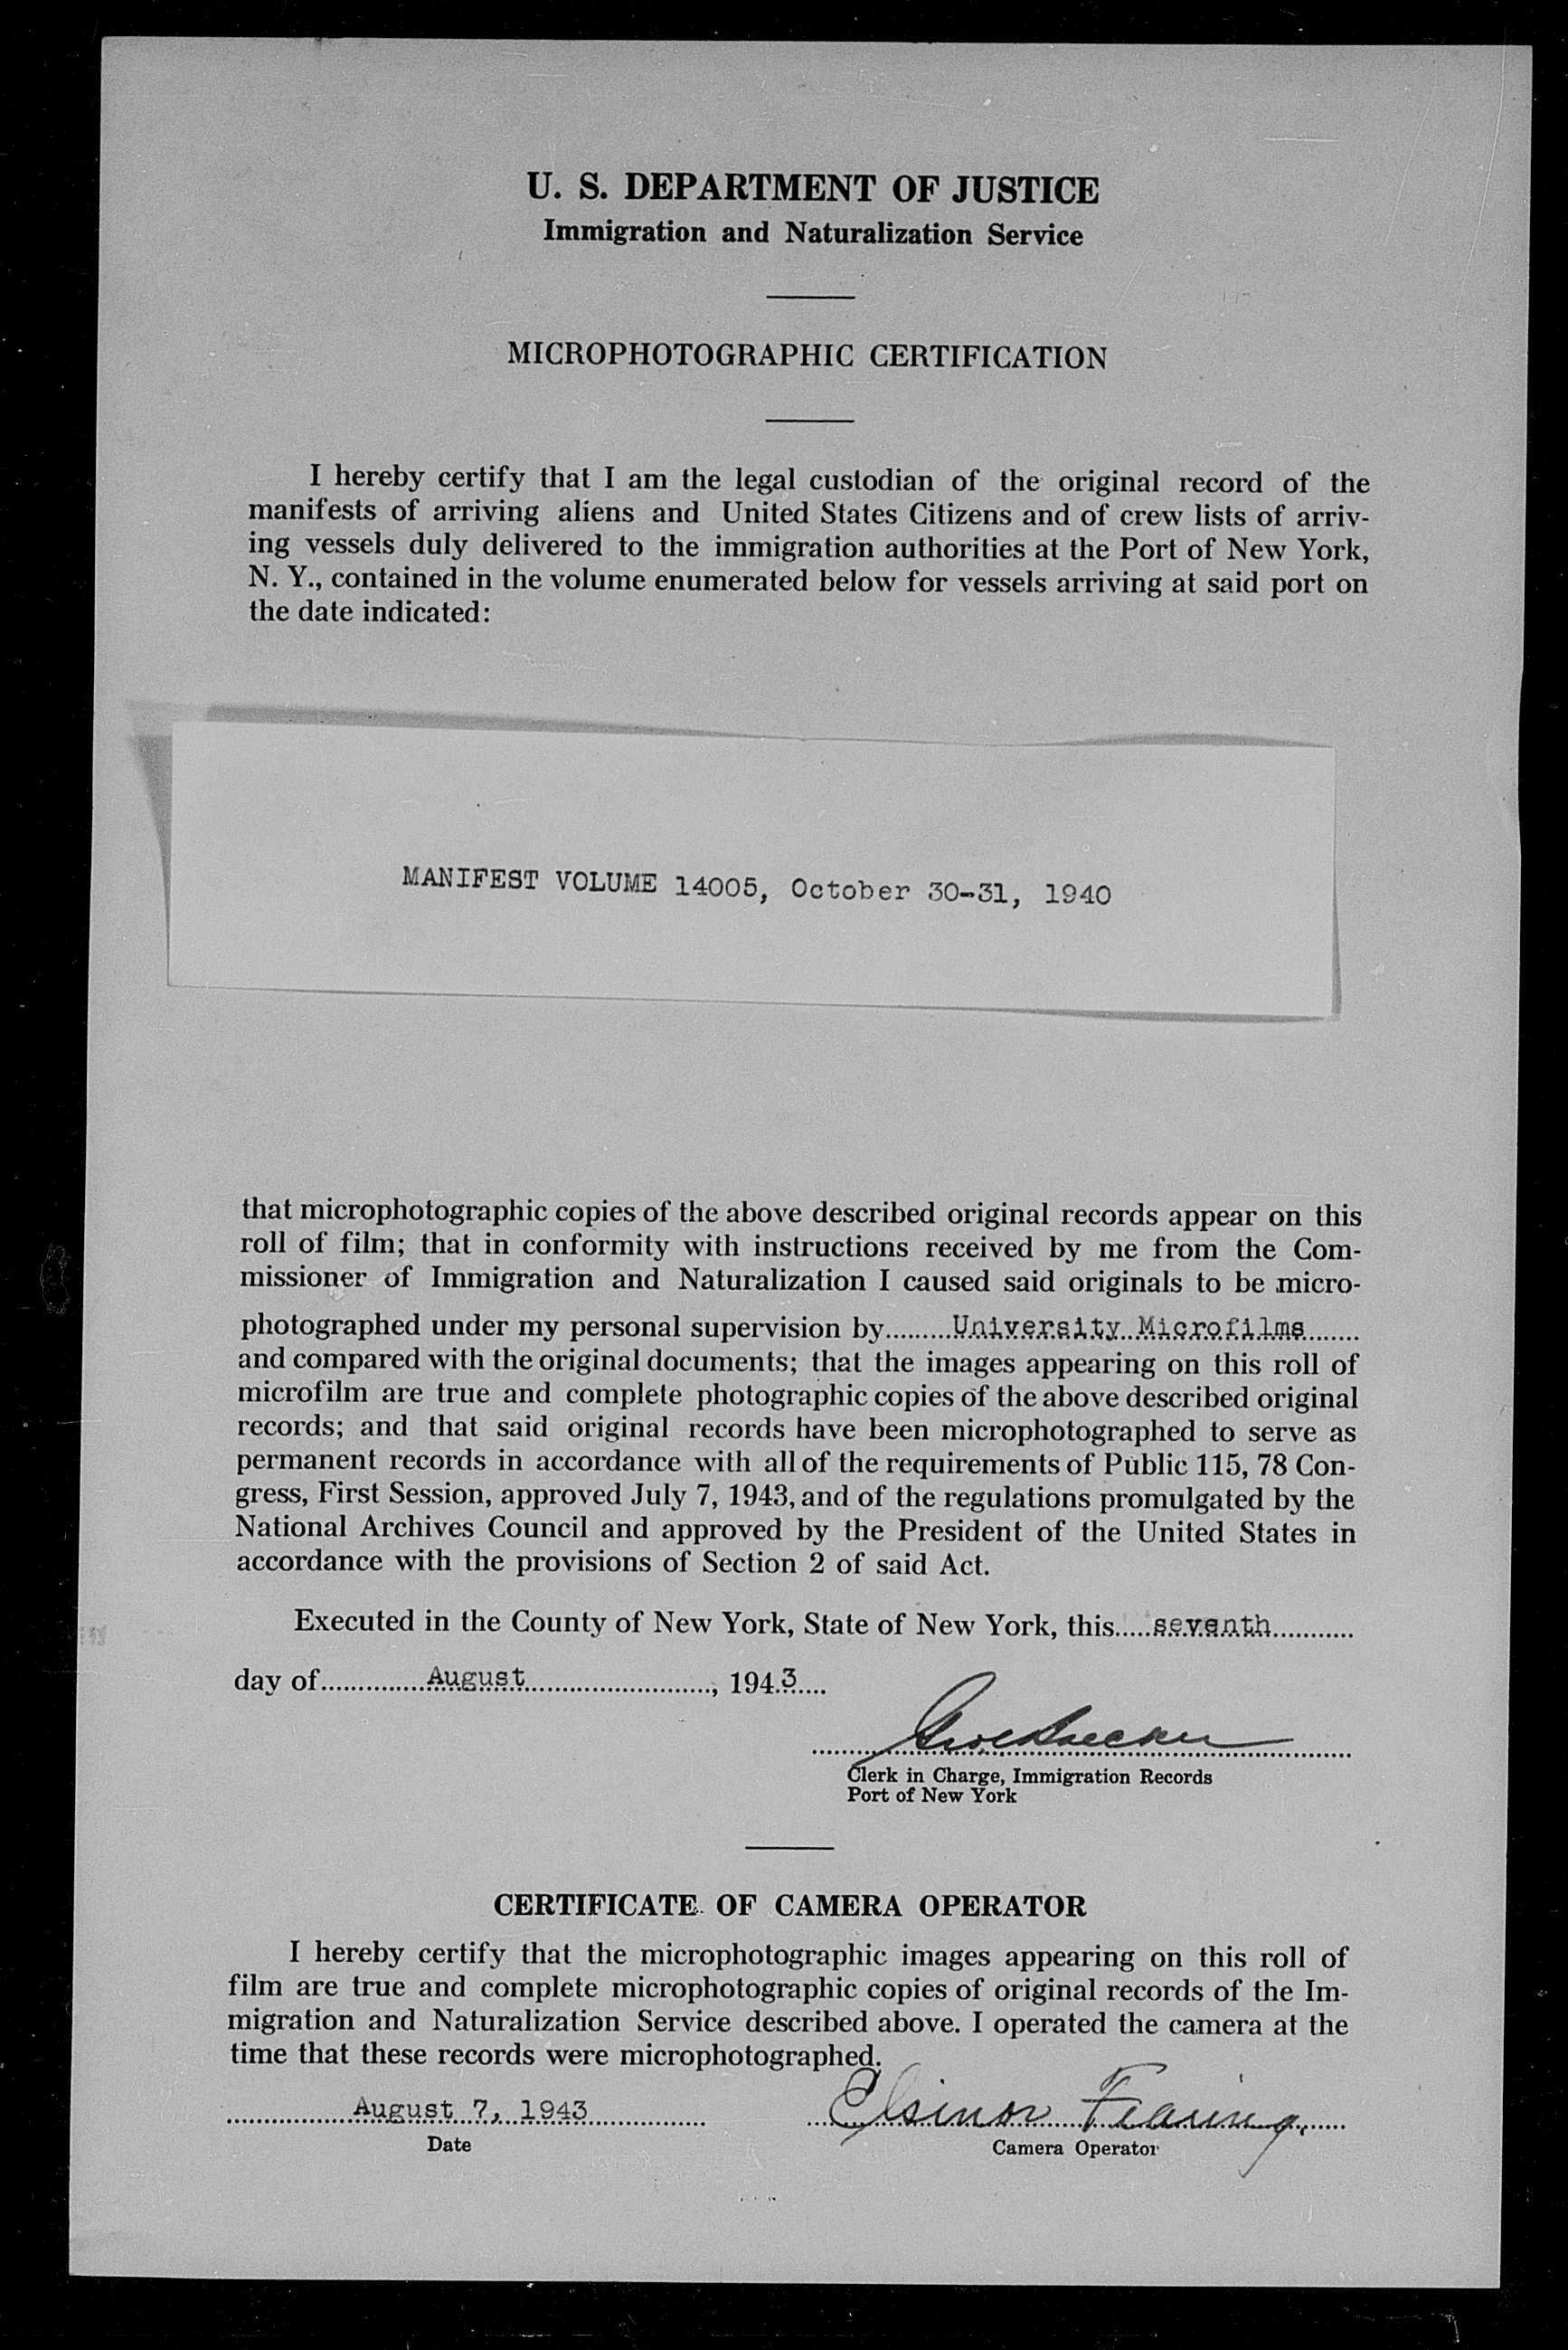 U. S. DEPARTMENT OF JUSTICE
Immigration and Naturalization Service
MICROPHOTOGRAPHIC CERTIFICATION
I hereby certify that I am the legal custodian of the original record of the
manifests of arriving aliens and United States Citizens and of crew lists of arriv-
ing vessels duly delivered to the immigration authorities at the Port of New York,
N. Y., contained in the volume enumerated below for vessels arriving at said port on
the date indicated:
MANIFEST VOLUME 14005, October 30-31, 1940
that microphotographic copies of the above described original records appear on this
roll of film; that in conformity with instructions received by me from the Com-
missioner of Immigration and Naturalization I caused said originals to be micro-
photographed under my personal supervision by.........University Microfilms.......
and compared with the original documents; that the images appearing on this roll of
microfilm are true and complete photographic copies of the above described original
records; and that said original records have been microphotographed to serve as
permanent records in accordance with all of the requirements of Public 115, 78 Con-
gress, First Session, approved July 7, 1943, and of the regulations promulgated by the
National Archives Council and approved by the President of the United States in
accordance with the provisions of Section 2 of said Act.
Executed in the County of New York, State of New York, this.....seventh...........
day of..............August........................., 1943....
Clerk in Charge, Immigration Records
Port of New York
CERTIFICATE OF CAMERA OPERATOR
I hereby certify that the microphotographic images appearing on this roll of
film are true and complete microphotographic copies of original records of the Im-
migration and Naturalization Service described above. I operated the camera at the
time that these records were microphotographed.
August 7, 1943 Elsinor Fearing
Date Camera Operator